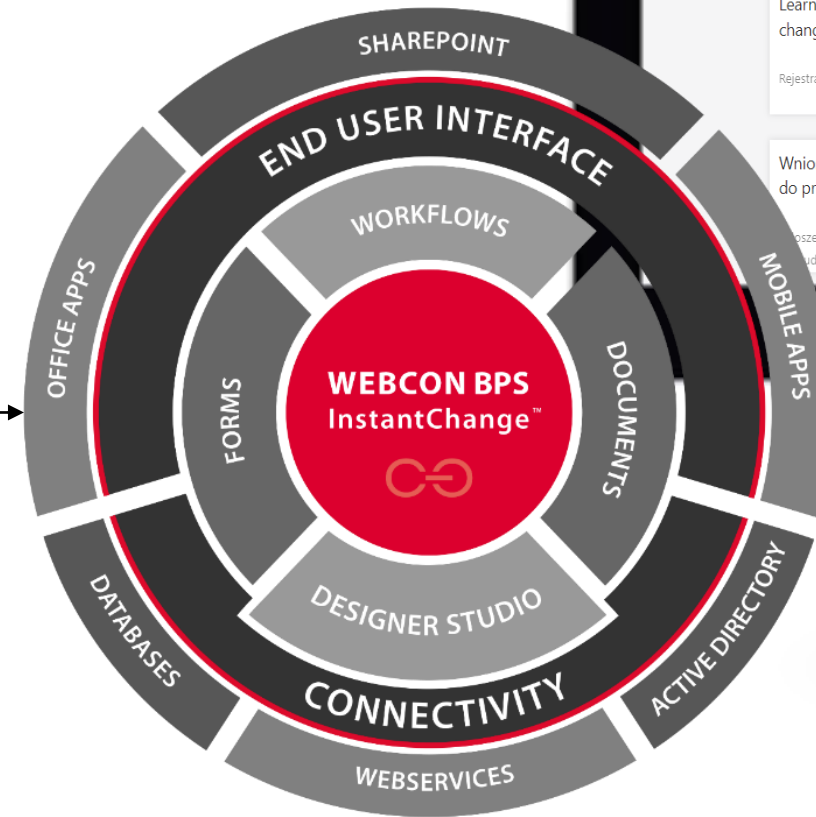 Learn
chang
Rejestra
Wnio
do pr
SHAREPOINT
END USER INTERFACE
WORKFLOWS
OFFICE APPS
MOBILE APPS
FORMS
DOCUMENTS
WEBCON BPS
InstantChange™
DESIGNER STUDIO
CONNECTIVITY
DATABASES
ACTIVE DIRECTORY
WEBSERVICES